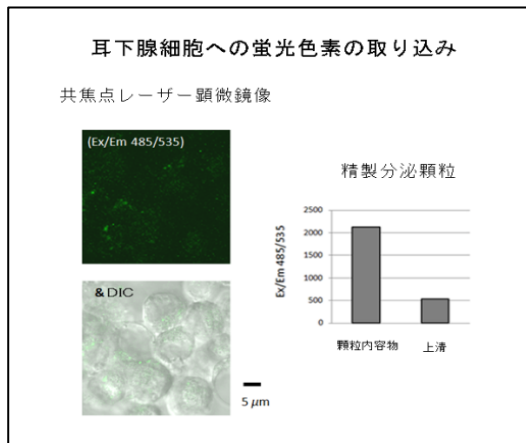 耳下腺細胞への蛍光色素の取り込み
共焦点レーザー顕微鏡像
(Ex/Em 485/535)
&DIC
5 μm
精製分泌顆粒
Ex/Em 485/535
2500
2000
1500
1000
500
0
顆粒内容物
上清